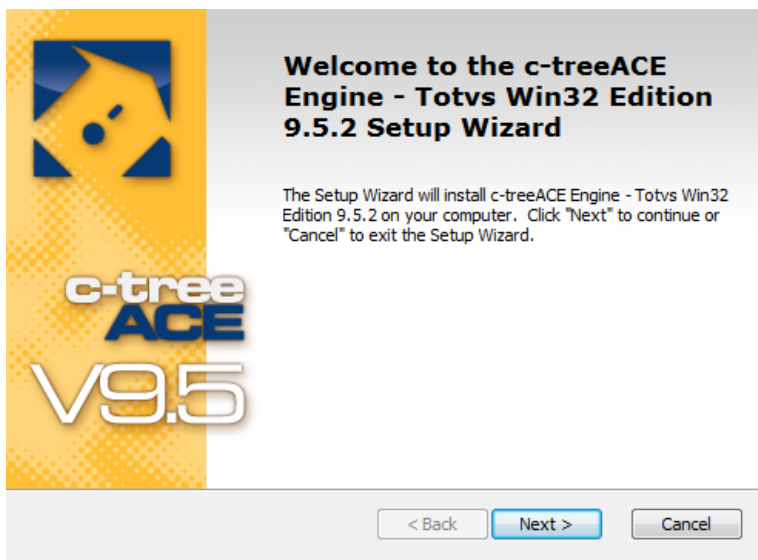 Welcome to the c-treeACE
Engine - Totvs Win32 Edition
9.5.2 Setup Wizard
The Setup Wizard will install c-treeACE Engine - Totvs Win32
Edition 9.5.2 on your computer.  Click "Next" to continue or
"Cancel" to exit the Setup Wizard.
c-tree
ACE
V9.5
< Back
Next >
Cancel